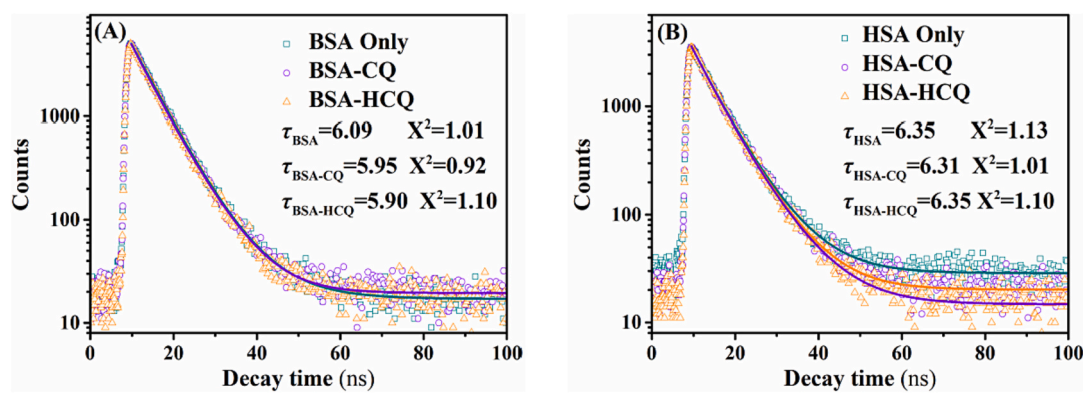 (A)
BSA Only
BSA-CQ
BSA-HCQ
τBSA=6.09 X²=1.01
τBSA-CQ=5.95 X²=0.92
τBSA-HCQ=5.90 X²=1.10
Counts
1000
100
10
0 20 40 60 80 100
Decay time (ns)
(B)
HSA Only
HSA-CQ
HSA-HCQ
τHSA=6.35 X²=1.13
τHSA-CQ=6.31 X²=1.01
τHSA-HCQ=6.35 X²=1.10
Counts
1000
100
10
0 20 40 60 80 100
Decay time (ns)